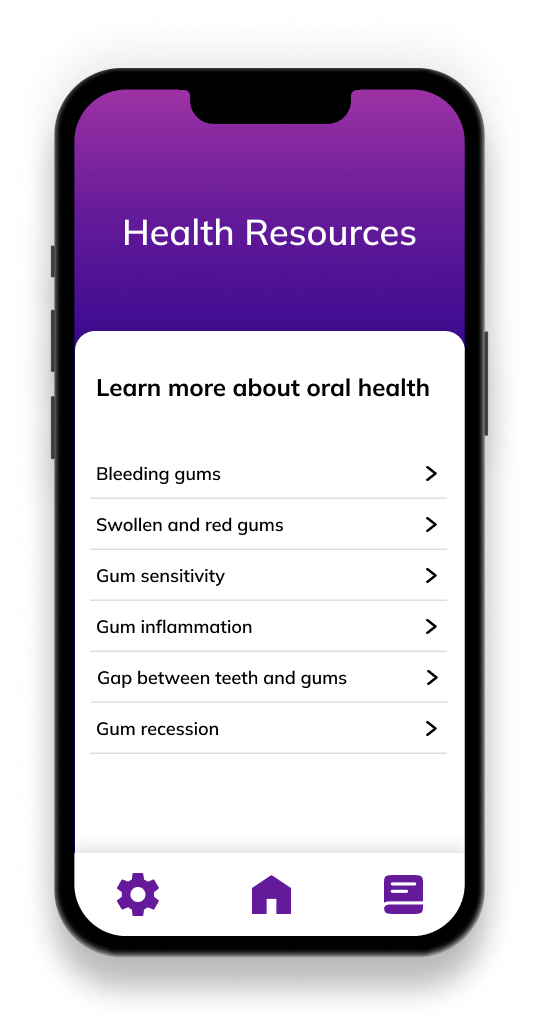 Health Resources
Learn more about oral health
Bleeding gums
Swollen and red gums
Gum sensitivity
Gum inflammation
Gap between teeth and gums
Gum recession